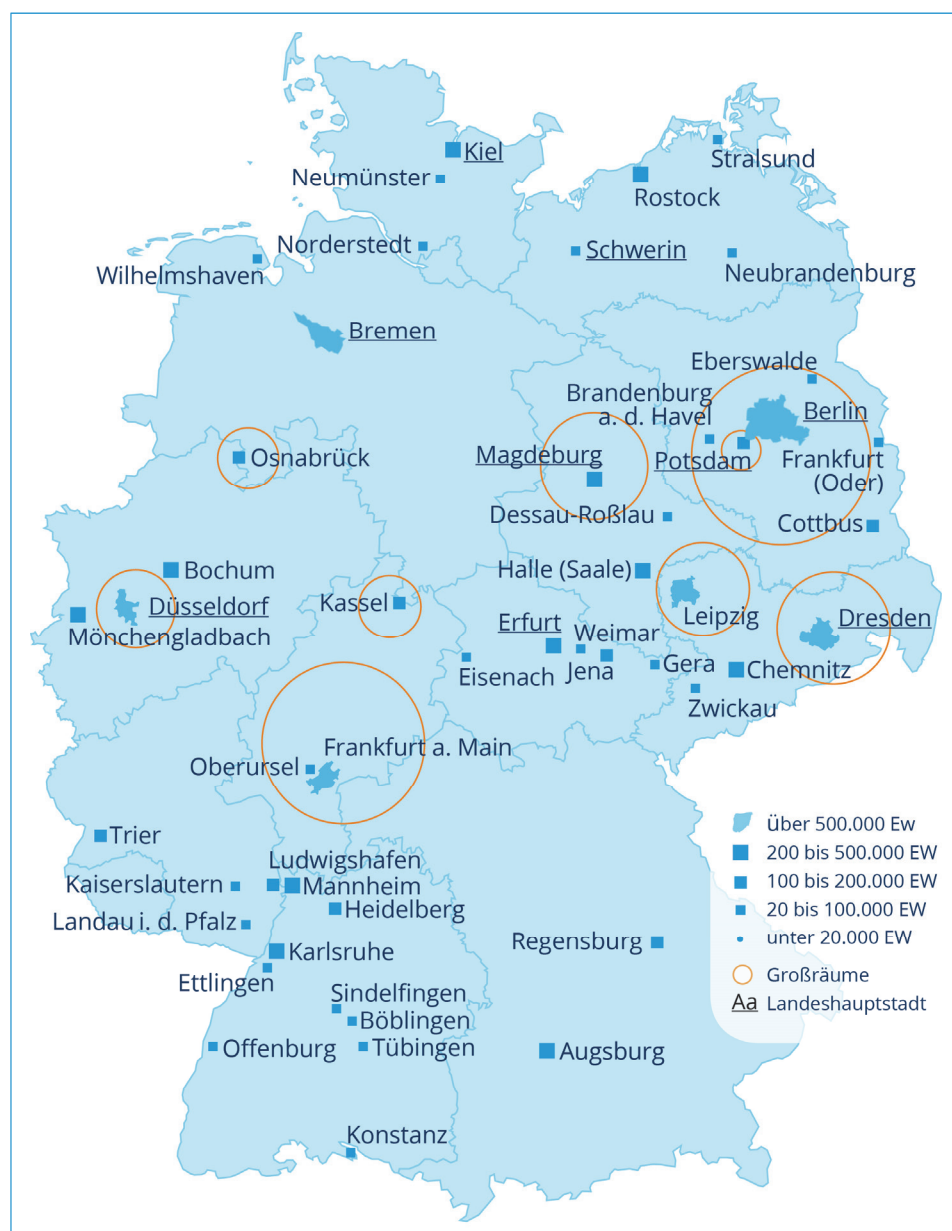 Kiel
Stralsund
Neumünster
Rostock
Norderstedt
Schwerin
Wilhelmshaven
Neubrandenburg
Bremen
Eberswalde
Brandenburg
a. d. Havel
Berlin
Osnabrück
Magdeburg
Potsdam
Frankfurt
(Oder)
Dessau-Roßlau
Cottbus
Bochum
Halle (Saale)
Düsseldorf
Kassel
Leipzig
Dresden
Mönchengladbach
Erfurt
Weimar
Eisenach
Jena
Gera
Chemnitz
Zwickau
Frankfurt a. Main
Oberursel
Trier
Ludwigshafen
Kaiserslautern
Mannheim
Landau i. d. Pfalz
Heidelberg
Regensburg
Karlsruhe
Ettlingen
Sindelfingen
Böblingen
Offenburg
Tübingen
Augsburg
Konstanz
über 500.000 Ew
200 bis 500.000 EW
100 bis 200.000 EW
20 bis 100.000 EW
unter 20.000 EW
Großräume
Aa Landeshauptstadt